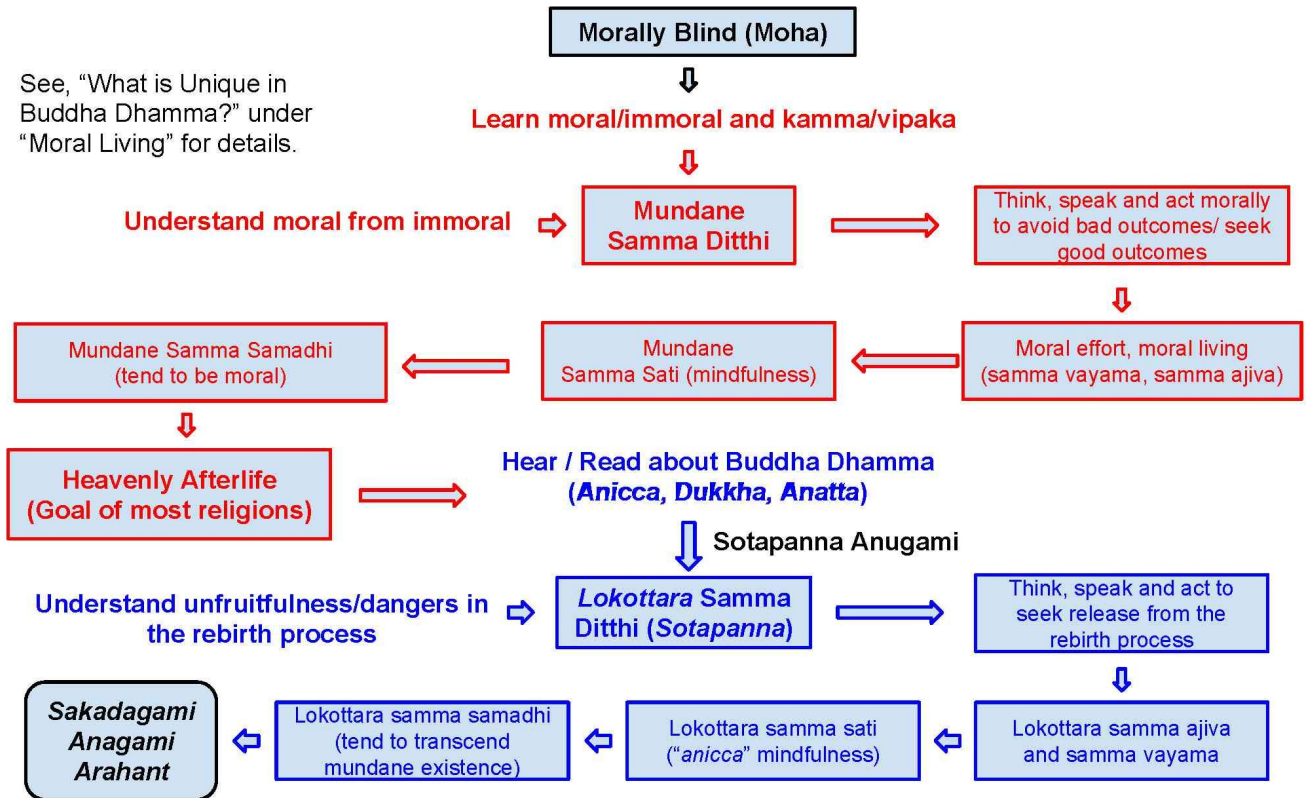 Morally Blind (Moha)
See, “What is Unique in
Buddha Dhamma?” under
“Moral Living” for details.
Learn moral/immoral and kamma/vipaka
Understand moral from immoral
Mundane
Samma Ditthi
Think, speak and act morally
to avoid bad outcomes/ seek
good outcomes
Moral effort, moral living
(samma vayama, samma ajiva)
Mundane
Samma Sati (mindfulness)
Mundane Samma Samadhi
(tend to be moral)
Heavenly Afterlife
(Goal of most religions)
Hear / Read about Buddha Dhamma
(Anicca, Dukkha, Anatta)
Sotapanna Anugami
Understand unfruitfulness/dangers in
the rebirth process
Lokottara Samma
Ditthi (Sotapanna)
Think, speak and act to
seek release from the
rebirth process
Lokottara samma ajiva
and samma vayama
Lokottara samma sati
(“anicca” mindfulness)
Lokottara samma samadhi
(tend to transcend
mundane existence)
Sakadagami
Anagami
Arahant